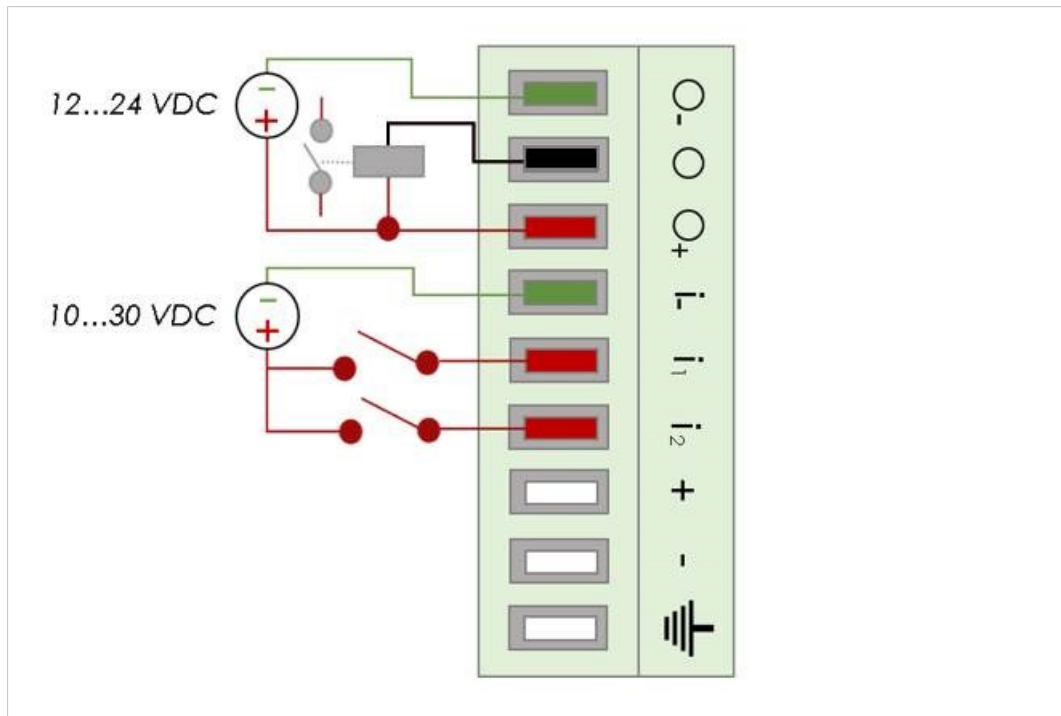 12...24 VDC
-
+
O-
O
O+
10...30 VDC
-
+
i-
i1
i2
+
-